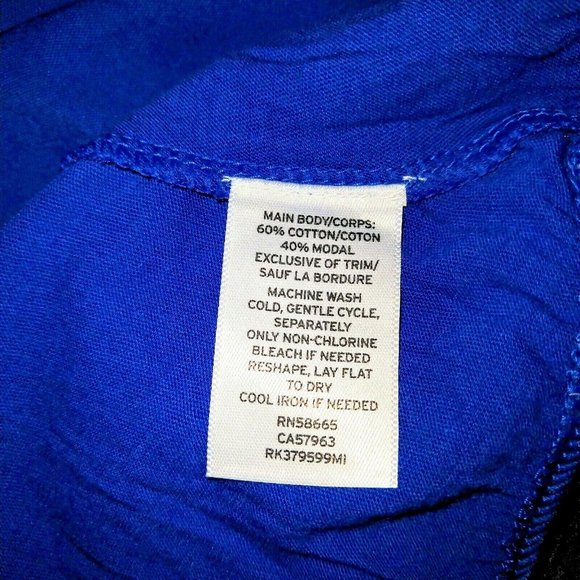 MAIN BODY/CORPS:
60% COTTON/COTON
40% MODAL
EXCLUSIVE OF TRIM/
SAUF LA BORDURE
MACHINE WASH
COLD, GENTLE CYCLE,
SEPARATELY
ONLY NON-CHLORINE
BLEACH IF NEEDED
RESHAPE, LAY FLAT
TO DRY
COOL IRON IF NEEDED
RN58665
CA57963
RK379599MI